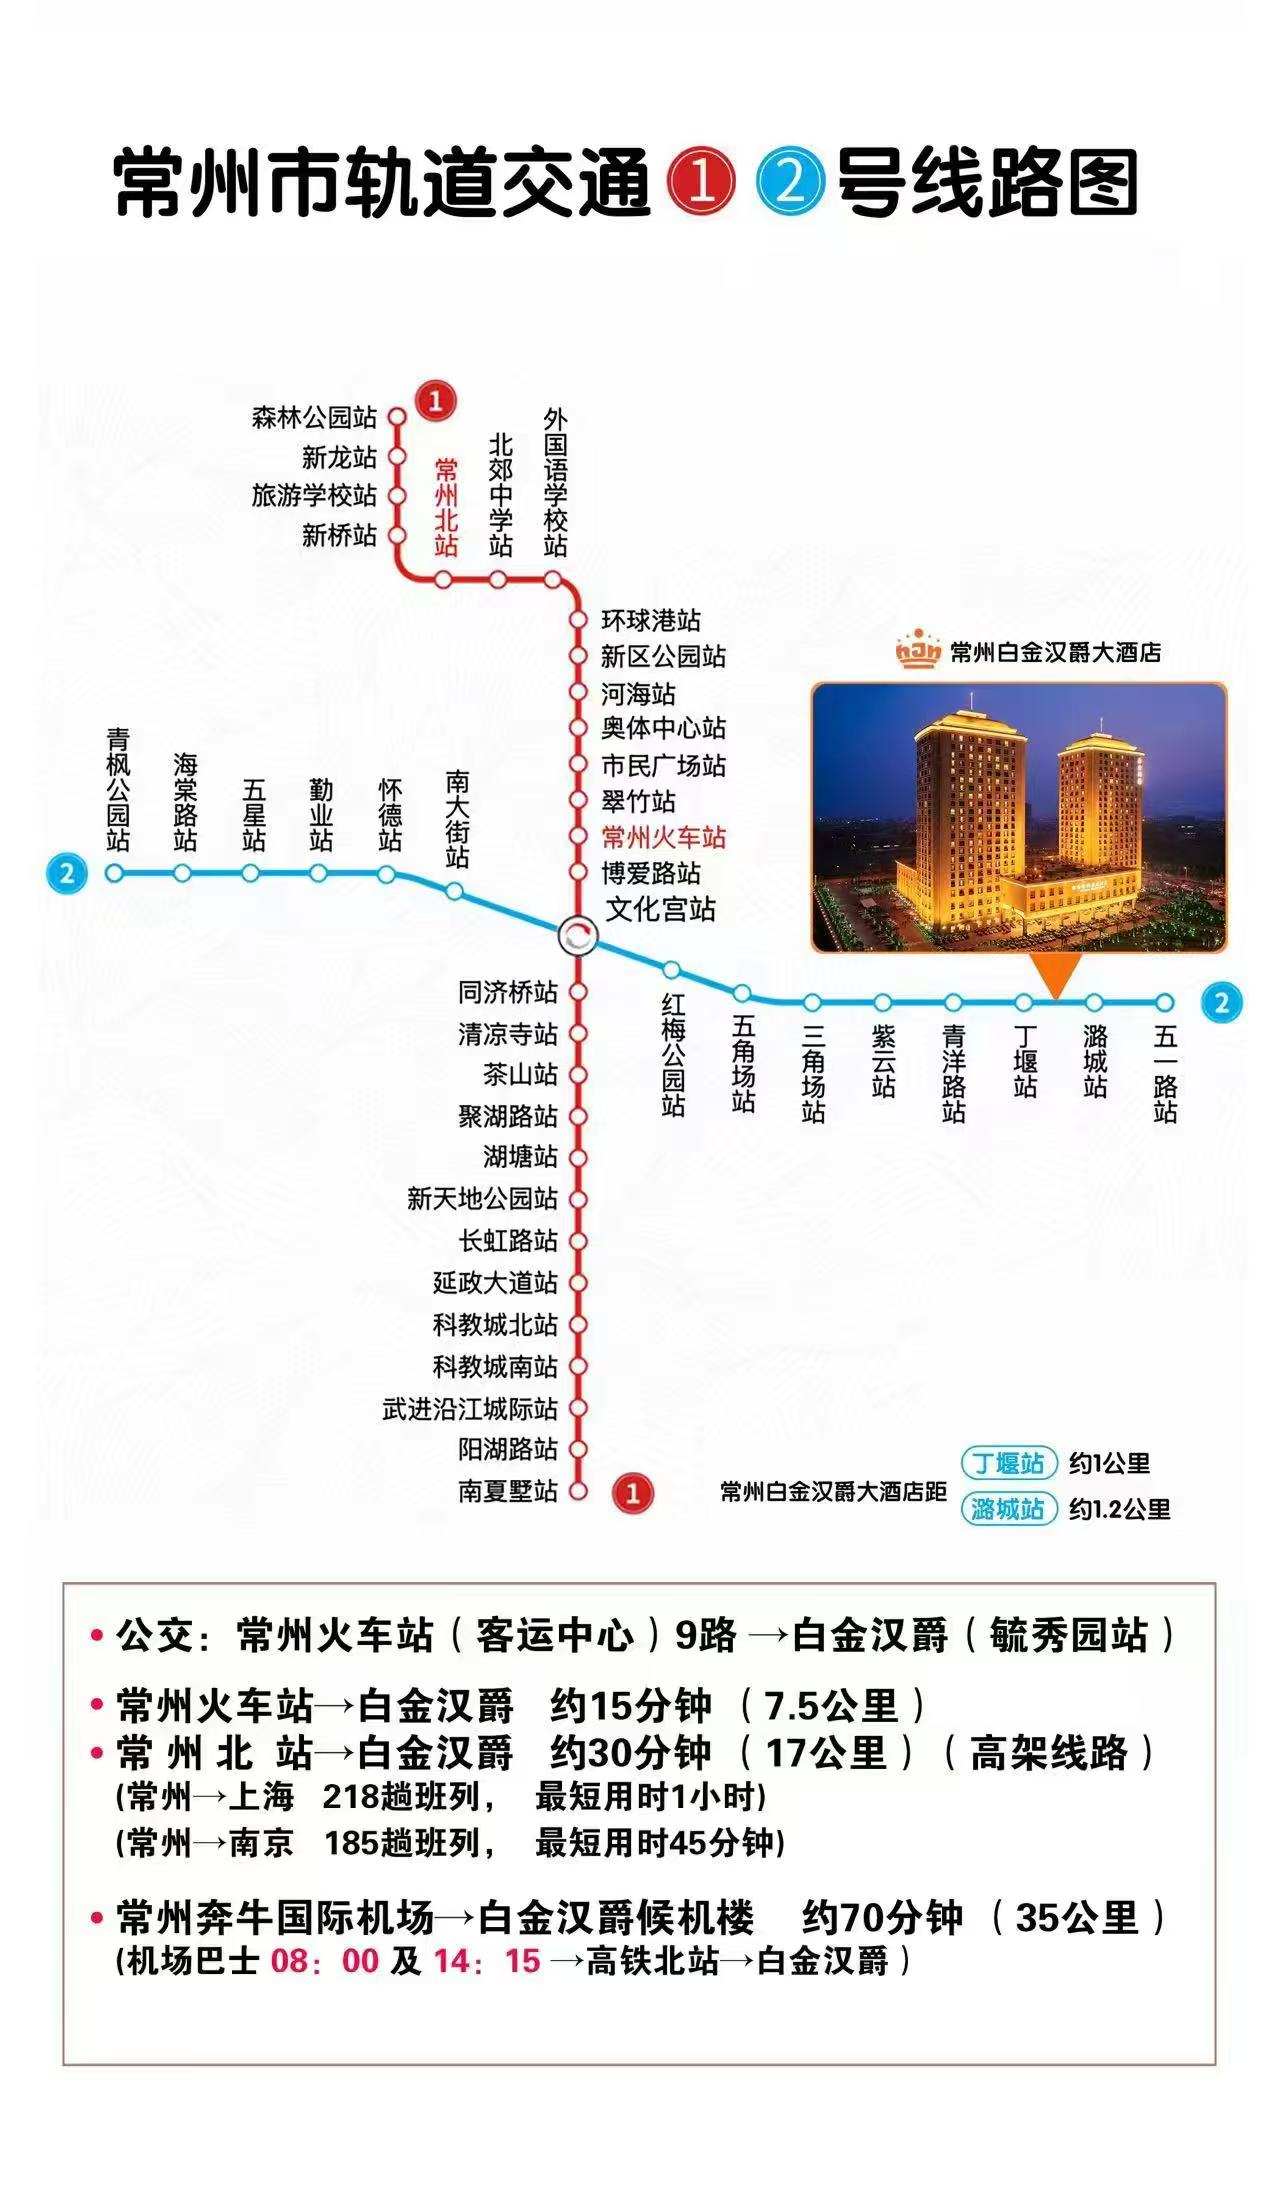 常州市轨道交通 1 2 号线路图
1
森林公园站
新龙站
旅游学校站
新桥站
常州北站
北郊中学站
外国语学校站
环球港站
新区公园站
河海站
奥体中心站
市民广场站
翠竹站
常州火车站
博爱路站
文化宫站
常州白金汉爵大酒店
2
青枫公园站
海棠路站
五星站
勤业站
怀德站
南大街站
红梅公园站
五角场站
三角场站
紫云站
青洋路站
丁堰站
潞城站
五一路站
2
同济桥站
清凉寺站
茶山站
聚湖路站
湖塘站
新天地公园站
长虹路站
延政大道站
科教城北站
科教城南站
武进沿江城际站
阳湖路站
南夏墅站
1
常州白金汉爵大酒店距
丁堰站 约1公里
潞城站 约1.2公里
• 公交：常州火车站（客运中心）9路→白金汉爵（毓秀园站）
• 常州火车站→白金汉爵 约15分钟 （7.5公里）
• 常州北站→白金汉爵 约30分钟 （17公里）（高架线路）
(常州→上海 218趟班列， 最短用时1小时)
(常州→南京 185趟班列， 最短用时45分钟)
• 常州奔牛国际机场→白金汉爵候机楼 约70分钟 （35公里）
(机场巴士 08：00 及 14：15 →高铁北站→白金汉爵）